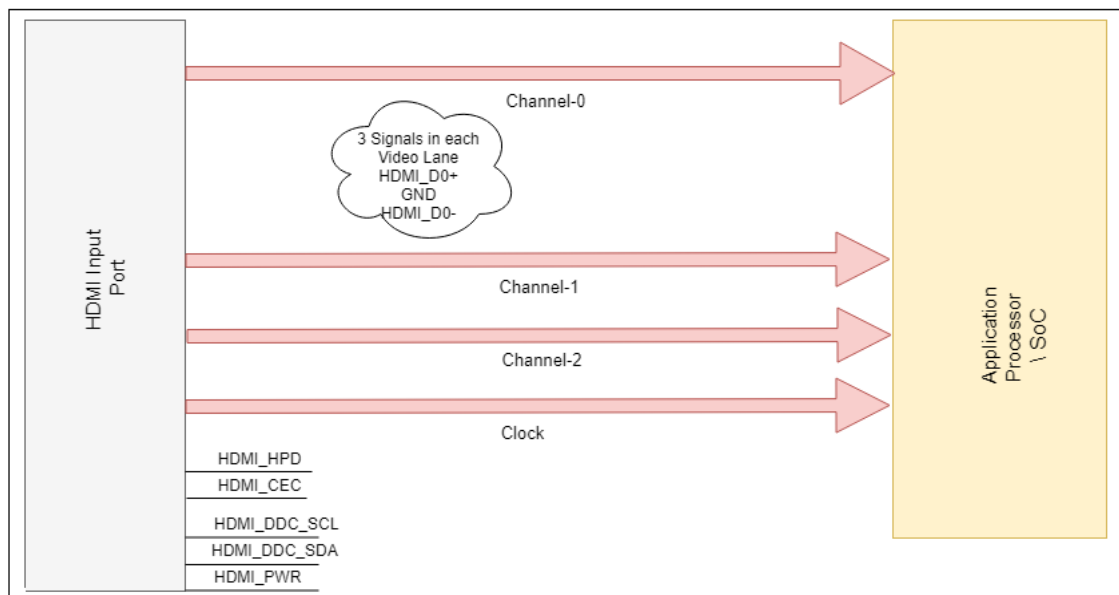 HDMI Input
Port
Channel-0
3 Signals in each
Video Lane
HDMI_D0+
GND
HDMI_D0-
Channel-1
Channel-2
Clock
HDMI_HPD
HDMI_CEC
HDMI_DDC_SCL
HDMI_DDC_SDA
HDMI_PWR
Application
Processor
\ SoC